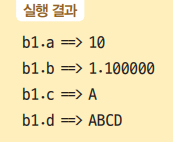 실행 결과
b1.a ==> 10
b1.b ==> 1.100000
b1.c ==> A
b1.d ==> ABCD